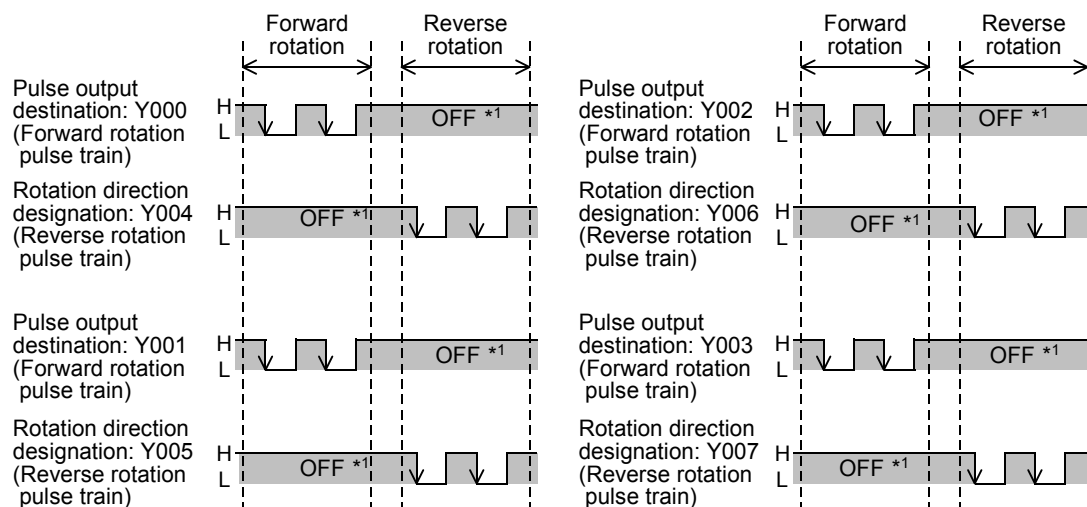 Forward
rotation
Reverse
rotation
Pulse output
destination: Y000
(Forward rotation
pulse train)
H
L
OFF *1
Rotation direction
designation: Y004
(Reverse rotation
pulse train)
H
L
OFF *1
Pulse output
destination: Y001
(Forward rotation
pulse train)
H
L
OFF *1
Rotation direction
designation: Y005
(Reverse rotation
pulse train)
H
L
OFF *1
Forward
rotation
Reverse
rotation
Pulse output
destination: Y002
(Forward rotation
pulse train)
H
L
OFF *1
Rotation direction
designation: Y006
(Reverse rotation
pulse train)
H
L
OFF *1
Pulse output
destination: Y003
(Forward rotation
pulse train)
H
L
OFF *1
Rotation direction
designation: Y007
(Reverse rotation
pulse train)
H
L
OFF *1